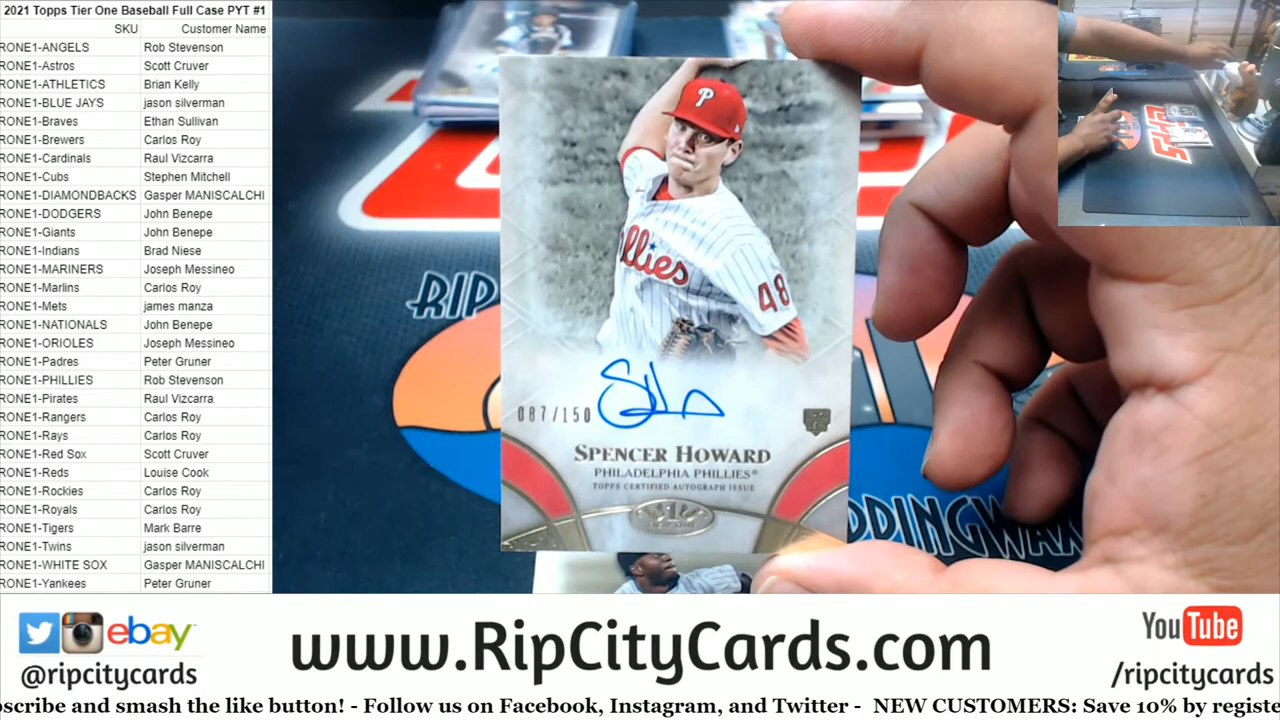 2021 Topps Tier One Baseball Full Case PYT #1
SKU Customer Name
RONE1-ANGELS Rob Stevenson
RONE1-Astros Scott Cruver
RONE1-ATHLETICS Brian Kelly
RONE1-BLUE JAYS jason silverman
RONE1-Braves Ethan Sullivan
RONE1-Brewers Carlos Roy
RONE1-Cardinals Raul Vizcarra
RONE1-Cubs Stephen Mitchell
RONE1-DIAMONDBACKS Gasper MANISCALCHI
RONE1-DODGERS John Benepe
RONE1-Giants John Benepe
RONE1-Indians Brad Niese
RONE1-MARINERS Joseph Messineo
RONE1-Marlins Carlos Roy
RONE1-Mets james manza
RONE1-NATIONALS John Benepe
RONE1-ORIOLES Joseph Messineo
RONE1-Padres Peter Gruner
RONE1-PHILLIES Rob Stevenson
RONE1-Pirates Raul Vizcarra
RONE1-Rangers Carlos Roy
RONE1-Rays Carlos Roy
RONE1-Red Sox Scott Cruver
RONE1-Reds Louise Cook
RONE1-Rockies Carlos Roy
RONE1-Royals Carlos Roy
RONE1-Tigers Mark Barre
RONE1-Twins jason silverman
RONE1-WHITE SOX Gasper MANISCALCHI
RONE1-Yankees Peter Gruner
P
Phillies
48
RIP
087/150
SPENCER HOWARD
PHILADELPHIA PHILLIES®
TOPPS CERTIFIED AUTOGRAPH ISSUE
DDINGWAX
ebay
@ripcitycards
www.RipCityCards.com
YouTube
/ripcitycards
bscribe and smash the like button! - Follow us on Facebook, Instagram, and Twitter - NEW CUSTOMERS: Save 10% by registe